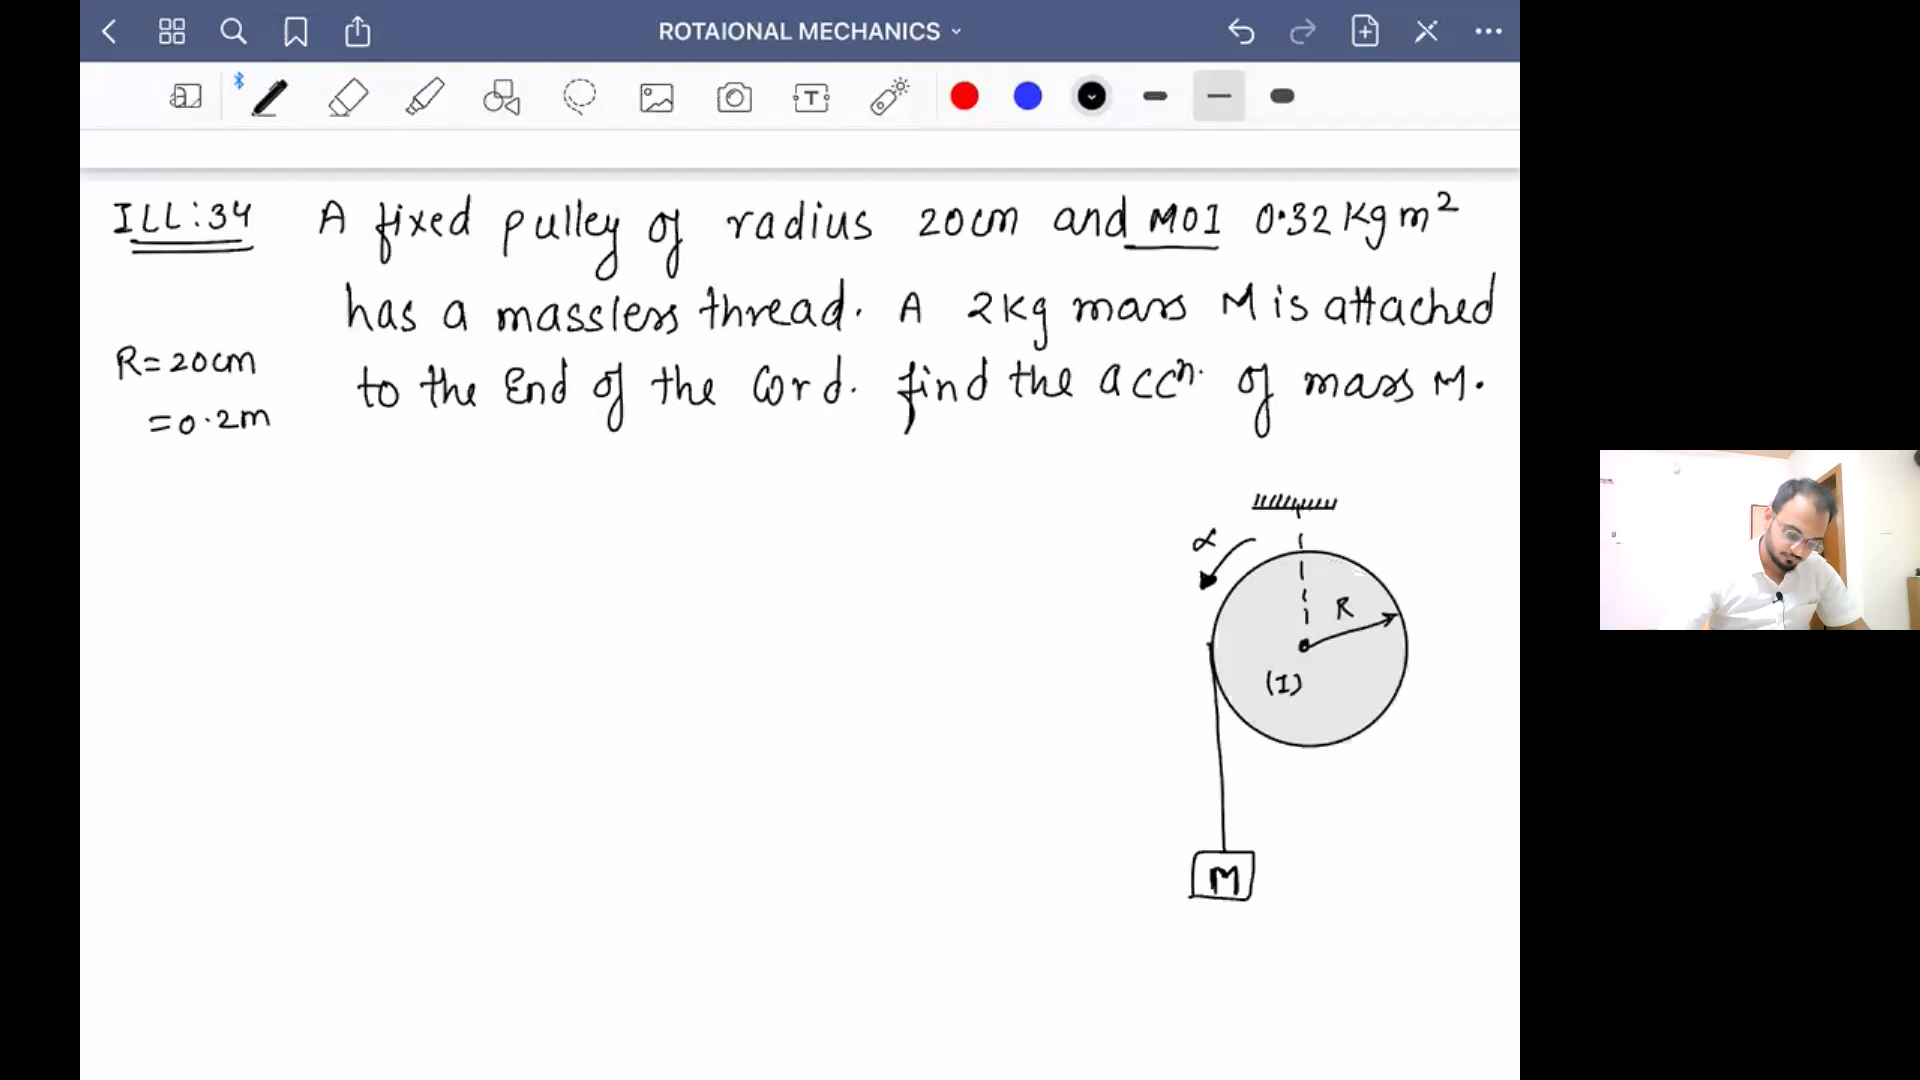 ROTAIONAL MECHANICS
T
ILL:34 A fixed pulley of radius 20cm and MOI 0.32 Kg m²
has a massless thread. A 2Kg mass M is attached
R=20cm to the End of the Cord. find the accⁿ. of mass M.
=0.2m
α
R
(I)
M